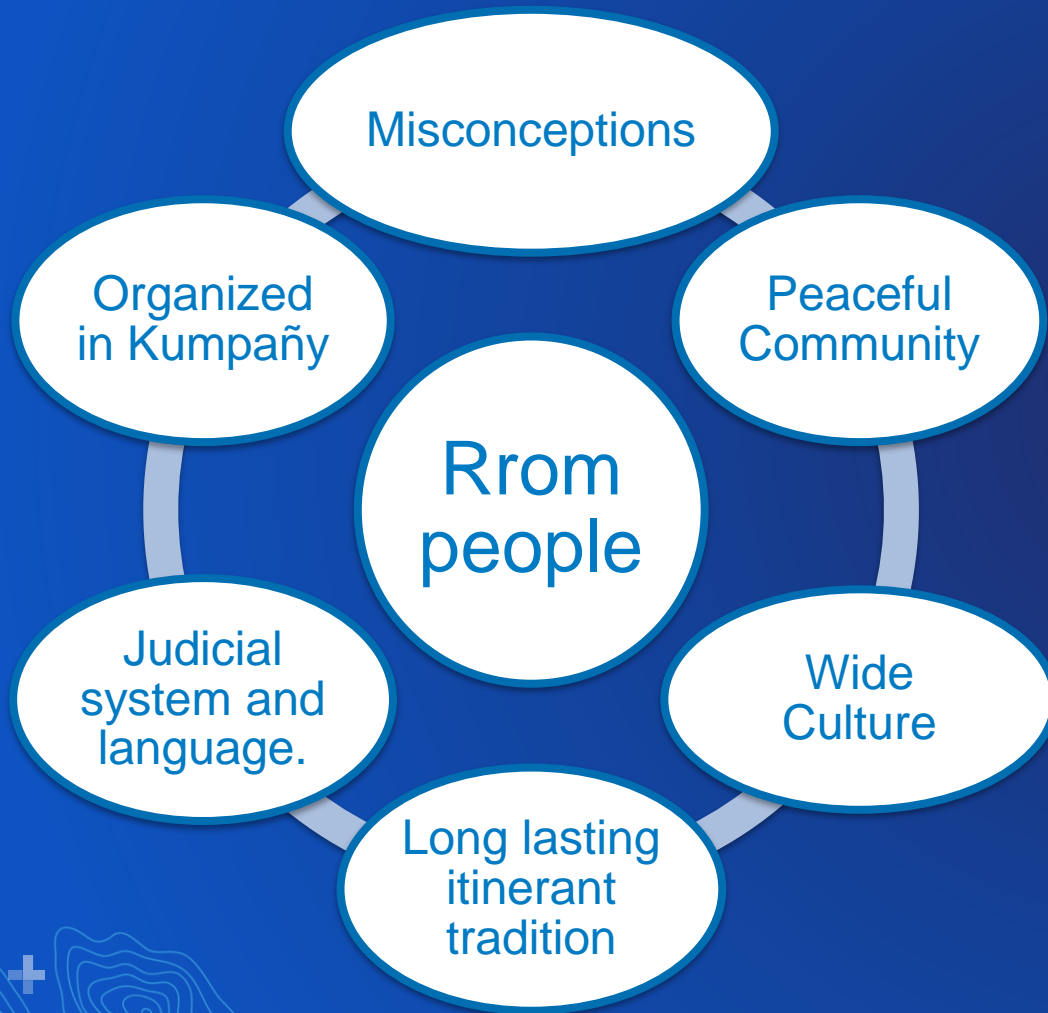 Misconceptions
Peaceful
Community
Wide
Culture
Long lasting
itinerant
tradition
Judicial
system and
language.
Organized
in Kumpañy
Rrom
people